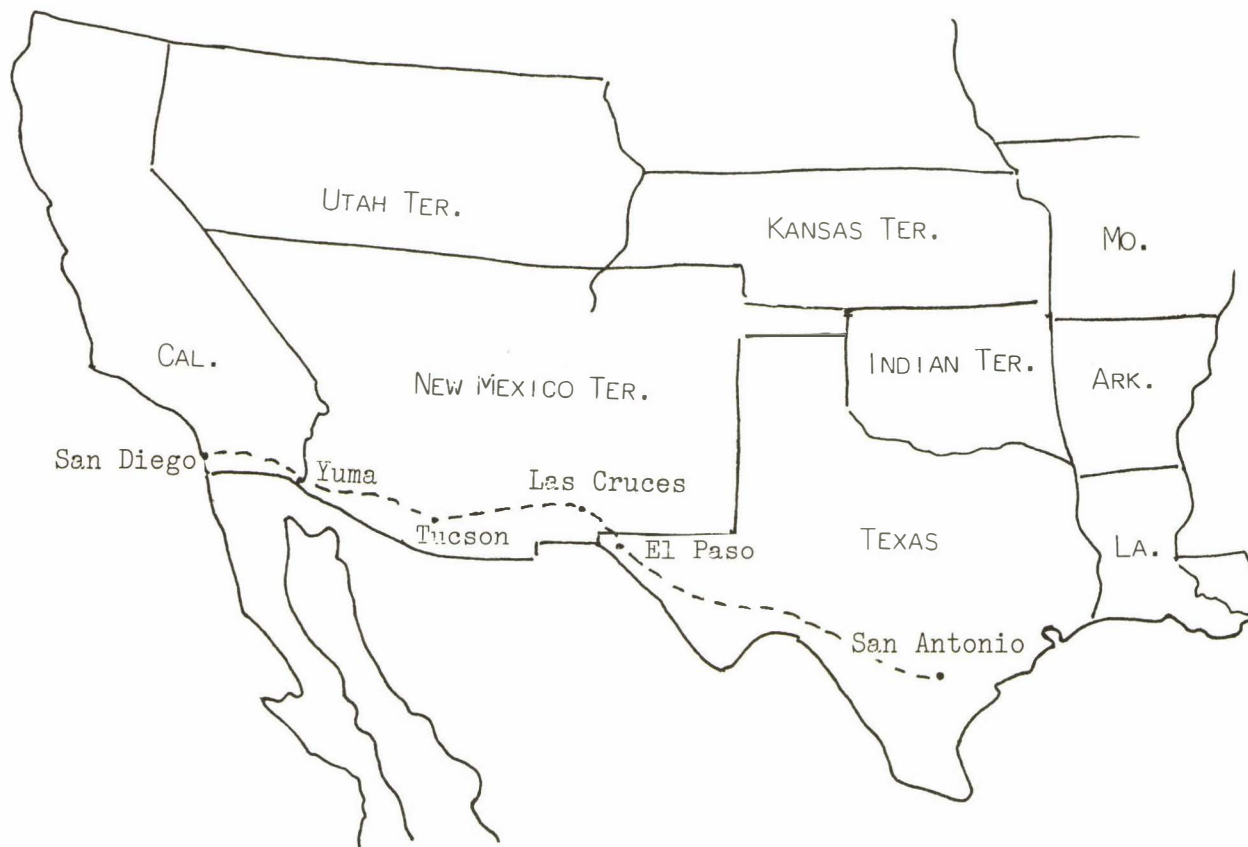 UTAH TER.
KANSAS TER.
MO.
CAL.
NEW MEXICO TER.
INDIAN TER.
ARK.
San Diego
Yuma
Las Cruces
Tucson
El Paso
TEXAS
LA.
San Antonio